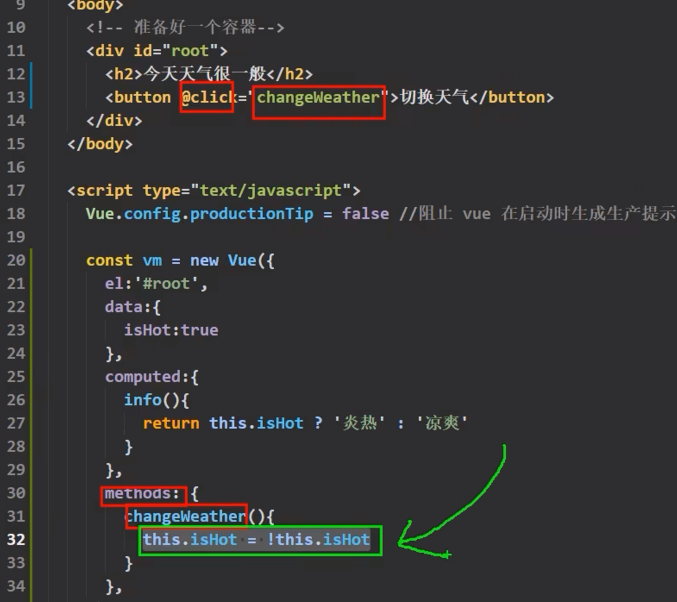 9 <body>
10 <!-- 准备好一个容器-->
11 <div id="root">
12 <h2>今天天气很一般</h2>
13 <button @click="changeWeather">切换天气</button>
14 </div>
15 </body>
16
17 <script type="text/javascript">
18 Vue.config.productionTip = false //阻止 vue 在启动时生成生产提示
19
20 const vm = new Vue({
21 el:'#root',
22 data:{
23 isHot:true
24 },
25 computed:{
26 info(){
27 return this.isHot ? '炎热' : '凉爽'
28 }
29 },
30 methods: {
31 changeWeather(){
32 this.isHot = !this.isHot
33 }
34 },